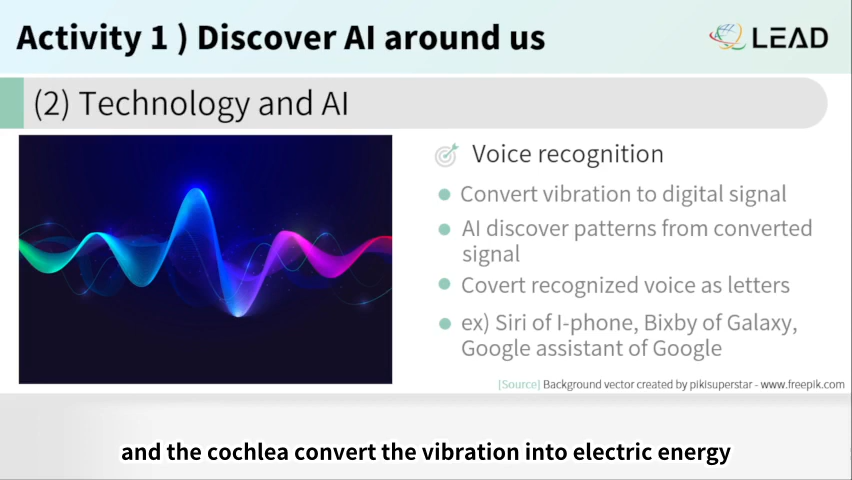 Activity 1 ) Discover AI around us
LEAD
(2) Technology and AI
Voice recognition
Convert vibration to digital signal
AI discover patterns from converted
signal
Covert recognized voice as letters
ex) Siri of I-phone, Bixby of Galaxy,
Google assistant of Google
[Source] Background vector created by pikisuperstar - www.freepik.com
and the cochlea convert the vibration into electric energy